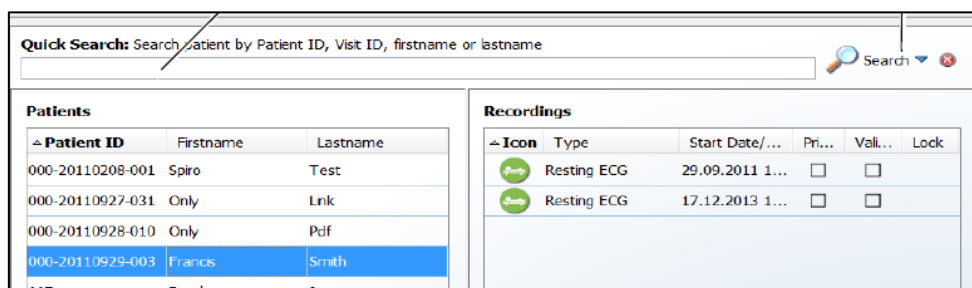 Quick Search: Search patient by Patient ID, Visit ID, firstname or lastname
Search
Patients
Patient ID Firstname Lastname
000-20110208-001 Spiro Test
000-20110927-031 Only Link
000-20110928-010 Only Pdf
000-20110929-003 Francis Smith
Recordings
Icon Type Start Date/... Pri... Vali... Lock
Resting ECG 29.09.2011 1...
Resting ECG 17.12.2013 1...